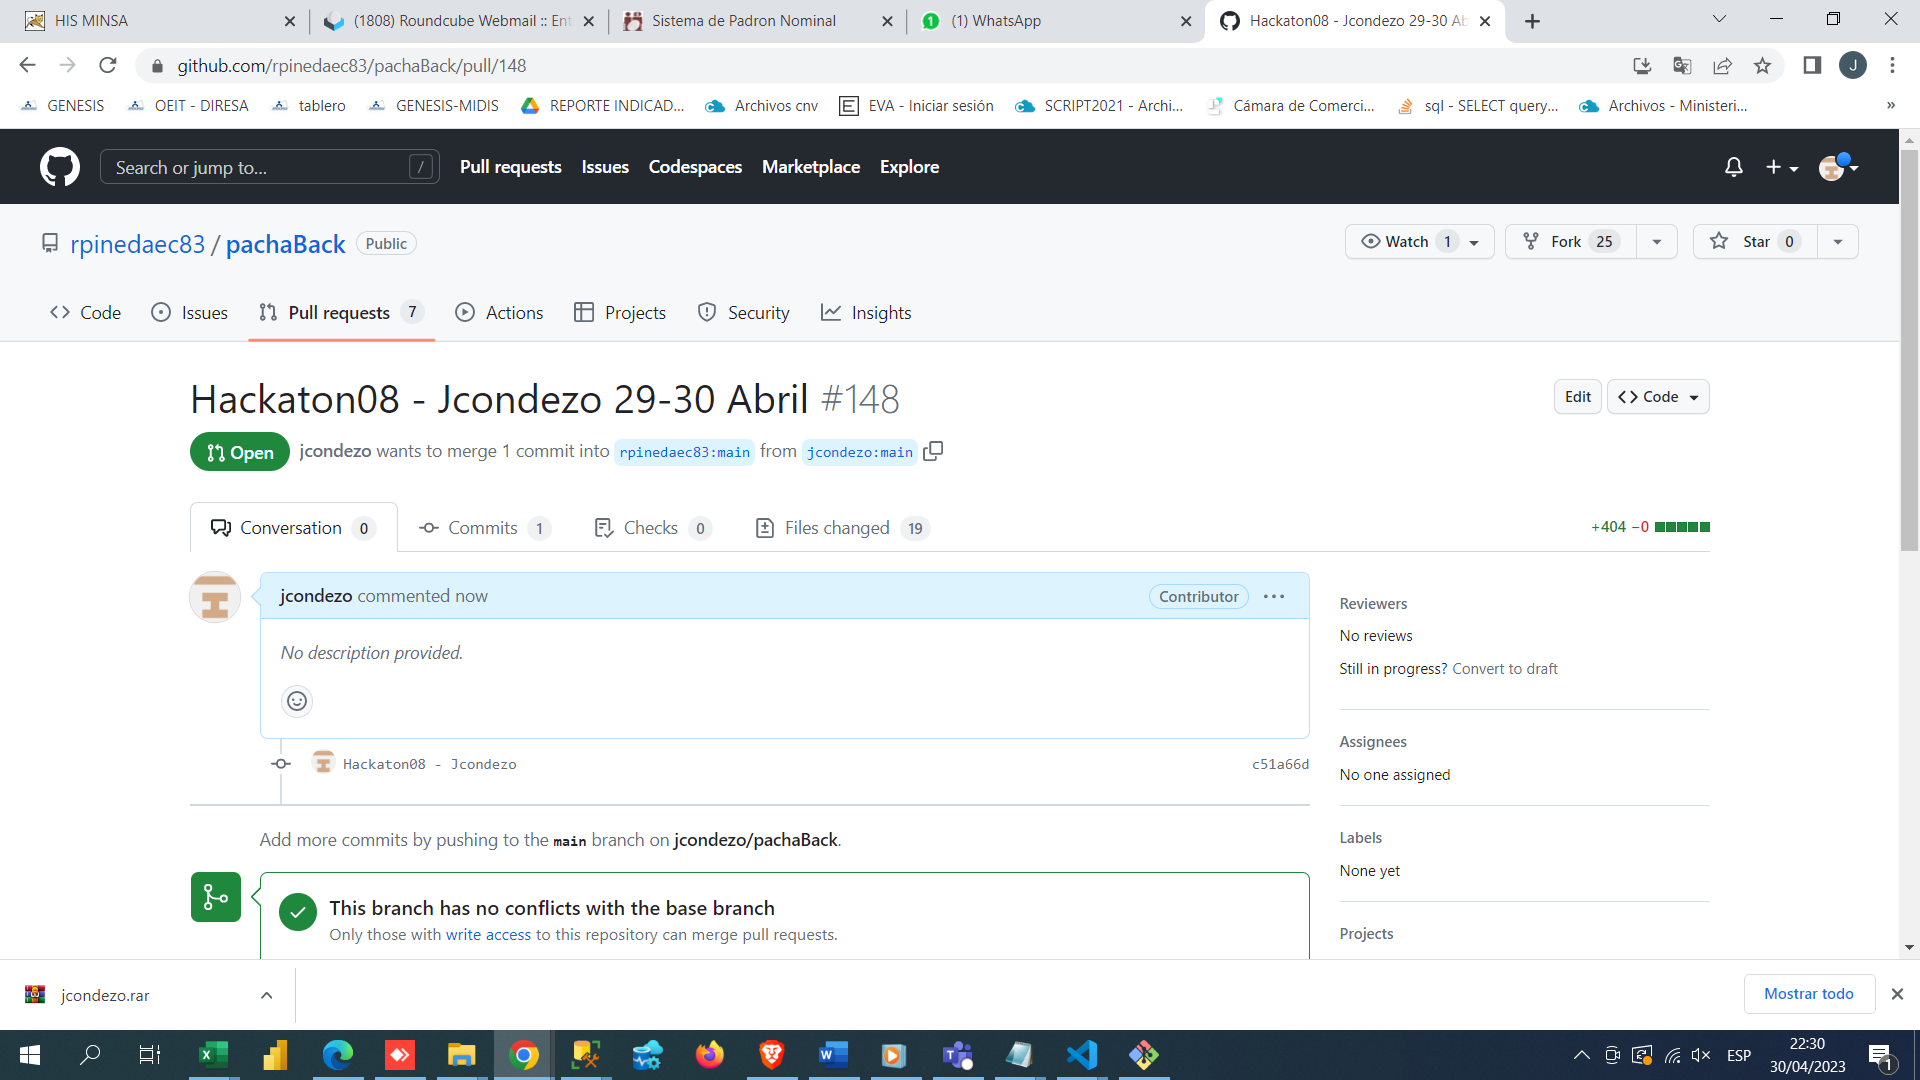 HIS MINSA
(1808) Roundcube Webmail :: Ent
Sistema de Padron Nominal
(1) WhatsApp
Hackaton08 - Jcondezo 29-30 Ab
github.com/rpinedaec83/pachaBack/pull/148
J
GENESIS
OEIT - DIRESA
tablero
GENESIS-MIDIS
REPORTE INDICAD...
Archivos cnv
EVA - Iniciar sesión
SCRIPT2021 - Archi...
Cámara de Comerci...
sql - SELECT query...
Archivos - Ministeri...
»
Search or jump to... /
Pull requests Issues Codespaces Marketplace Explore
rpinedaec83 / pachaBack Public
Watch 1
Fork 25
Star 0
Code
Issues
Pull requests 7
Actions
Projects
Security
Insights
Hackaton08 - Jcondezo 29-30 Abril #148
Edit
Code
Open
jcondezo wants to merge 1 commit into rpinedaec83:main from jcondezo:main
Conversation 0
Commits 1
Checks 0
Files changed 19
+404 −0
jcondezo commented now
Contributor
No description provided.
Hackaton08 - Jcondezo
c51a66d
Add more commits by pushing to the main branch on jcondezo/pachaBack.
This branch has no conflicts with the base branch
Only those with write access to this repository can merge pull requests.
Reviewers
No reviews
Still in progress? Convert to draft
Assignees
No one assigned
Labels
None yet
Projects
jcondezo.rar
Mostrar todo
ESP
22:30
30/04/2023
1